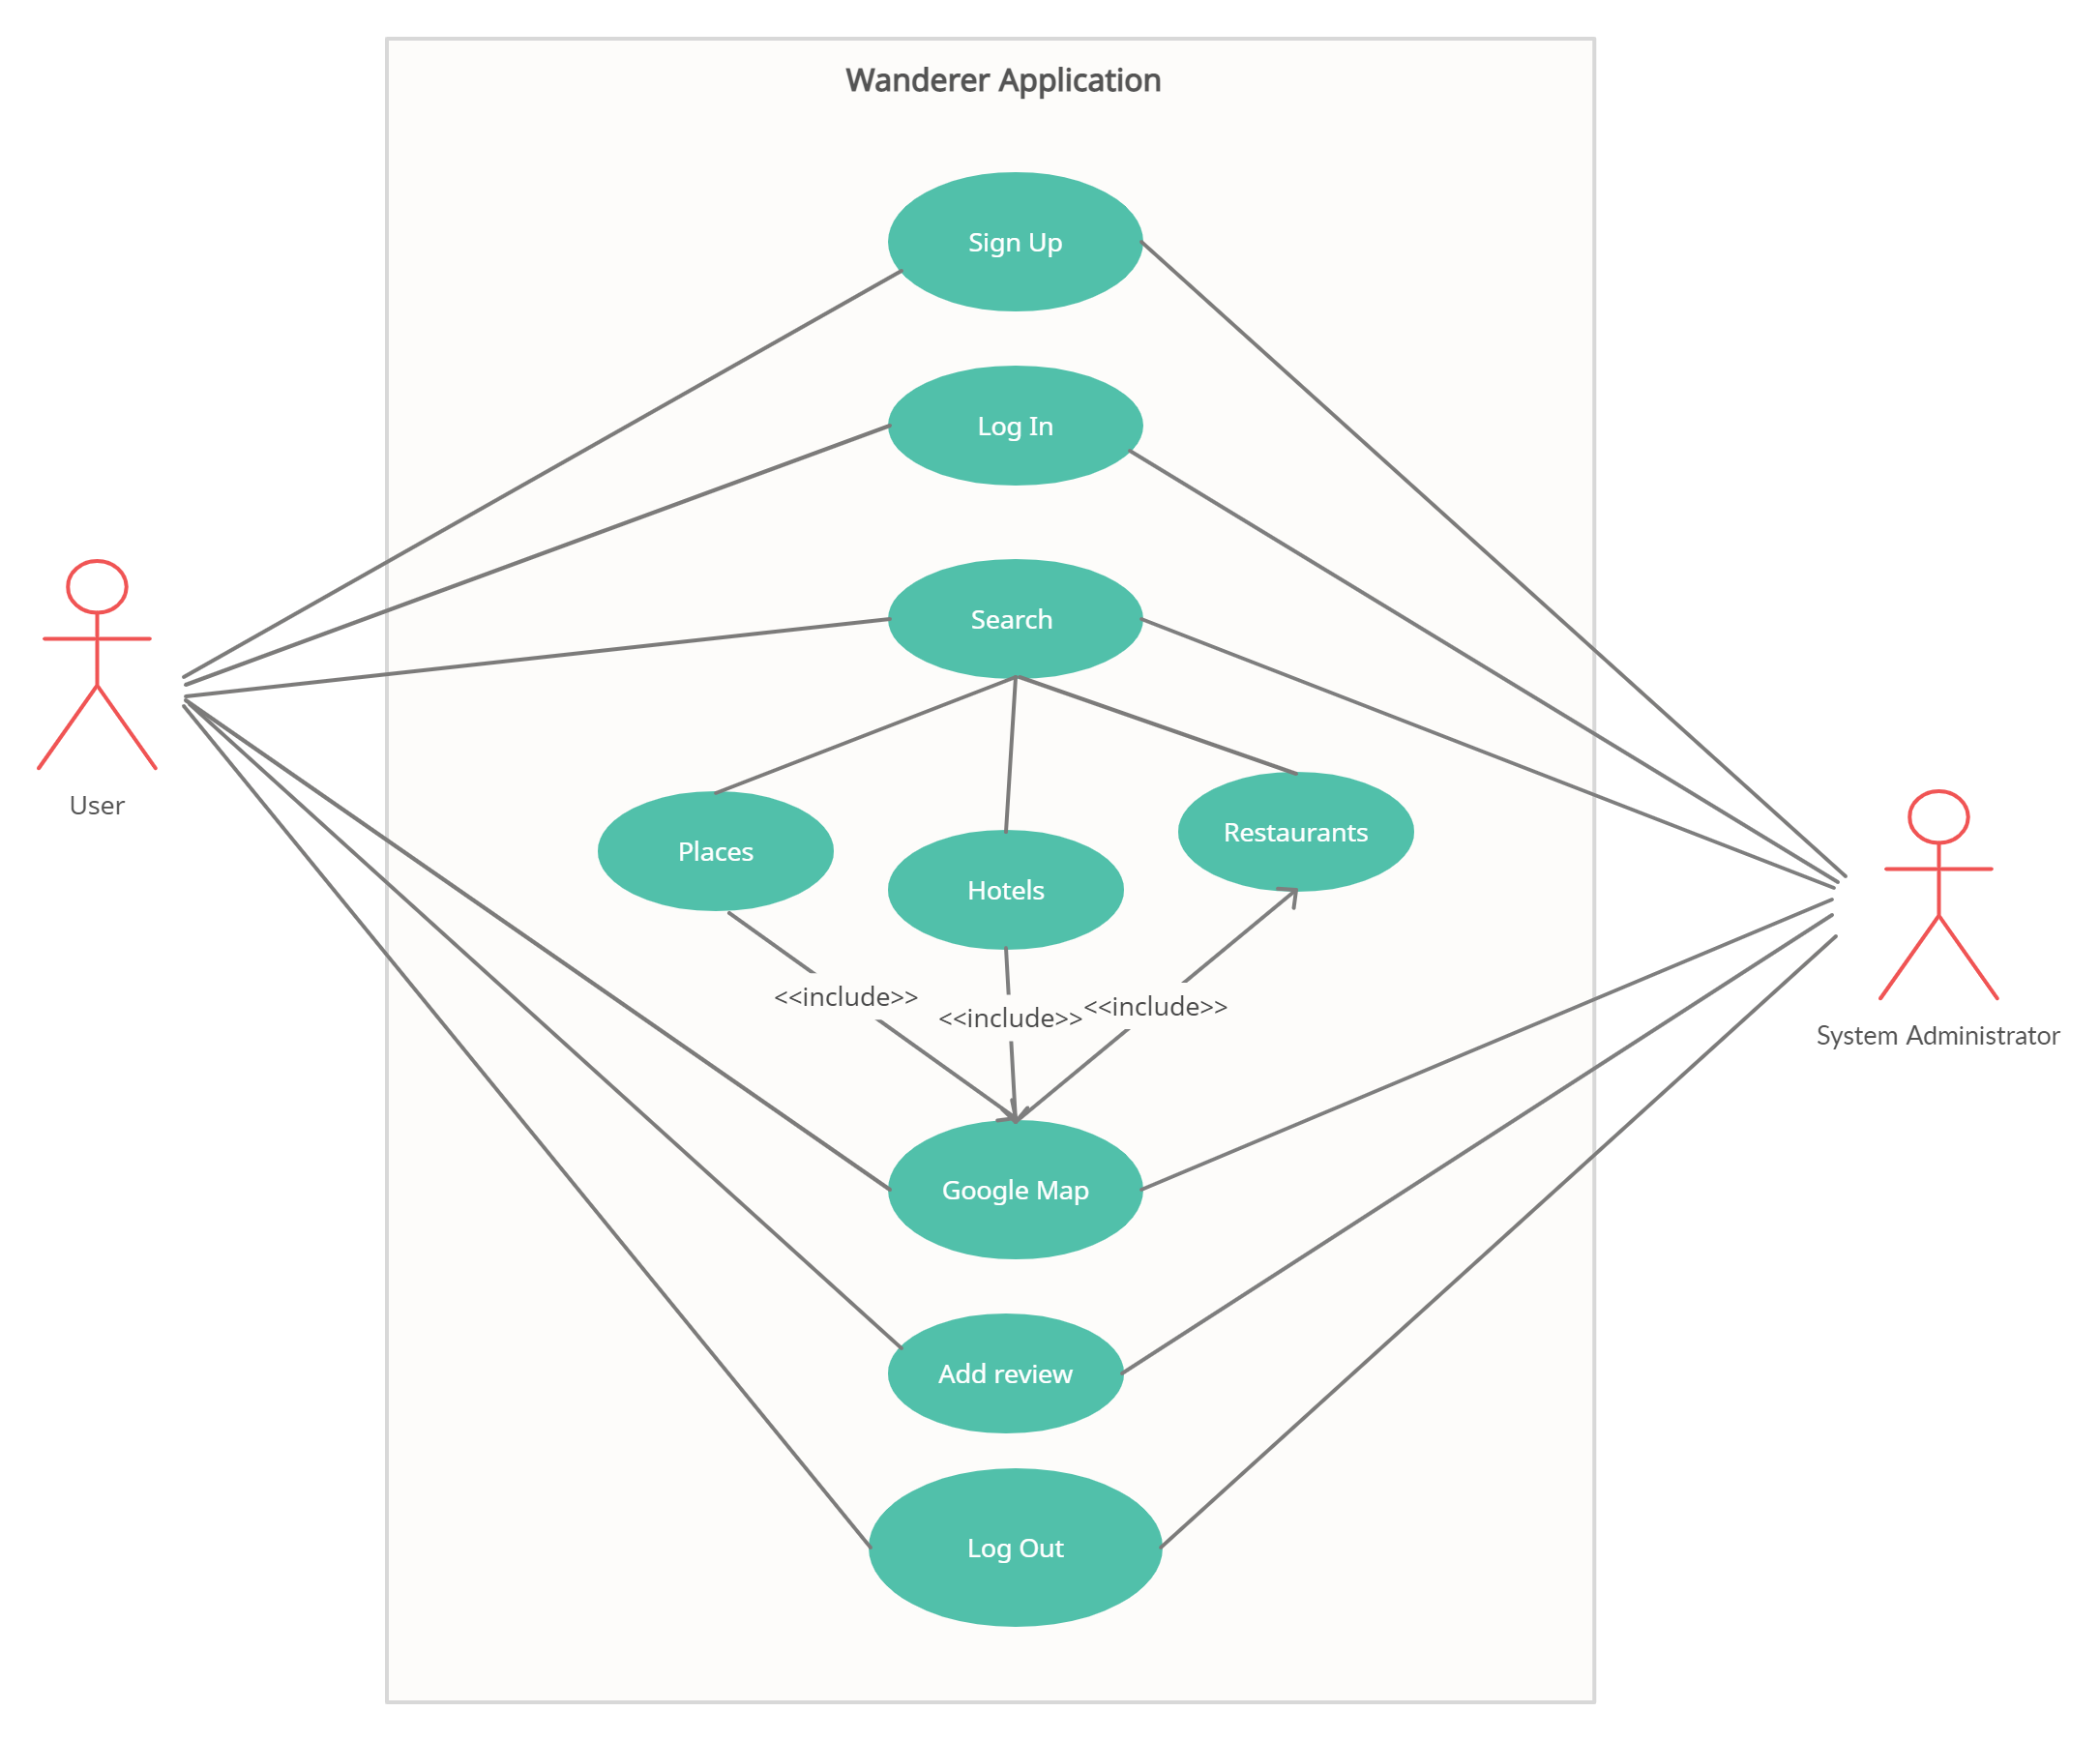 Wanderer Application
Sign Up
Log In
Search
User
Places
Hotels
Restaurants
<<include>>
<<include>>
<<include>>
System Administrator
Google Map
Add review
Log Out